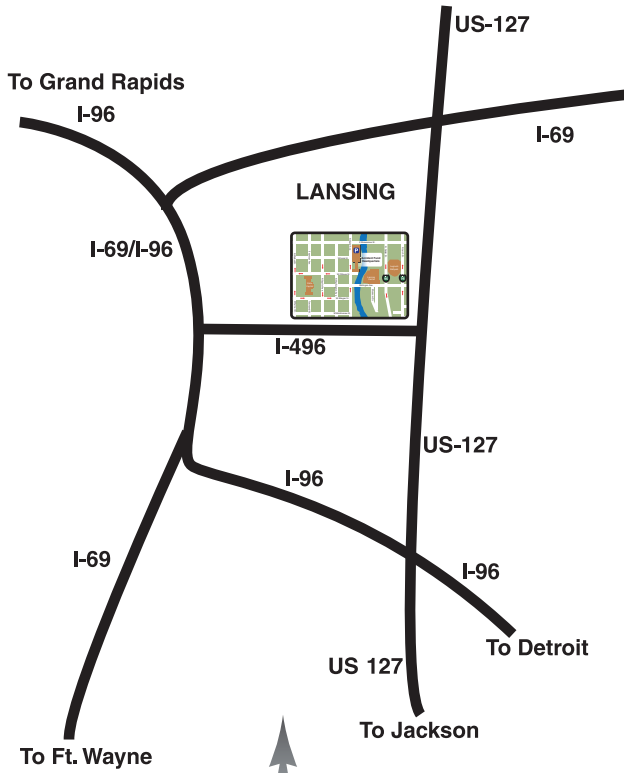 US-127
To Grand Rapids
I-96
I-69
LANSING
I-69/I-96
P
I-496
US-127
I-96
I-69
I-96
To Detroit
US 127
To Jackson
To Ft. Wayne